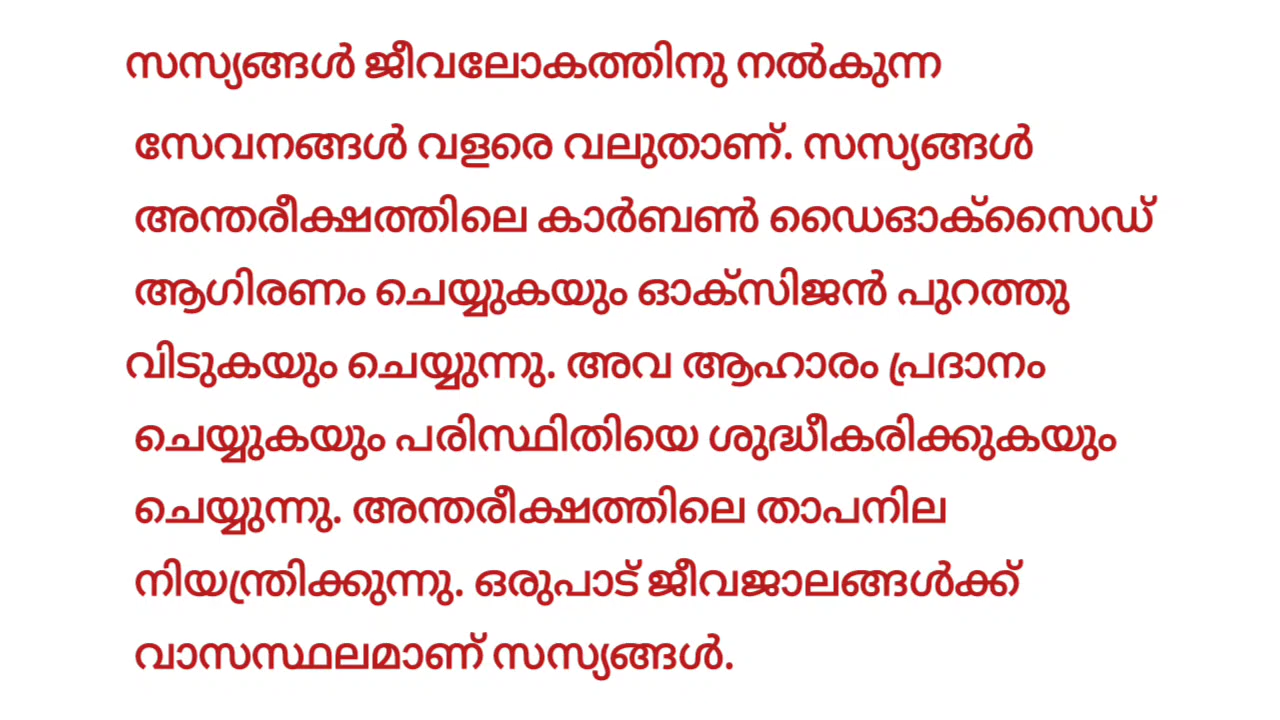 സസ്യങ്ങൾ ജീവലോകത്തിനു നൽകുന്ന
സേവനങ്ങൾ വളരെ വലുതാണ്. സസ്യങ്ങൾ
അന്തരീക്ഷത്തിലെ കാർബൺ ഡൈഓക്സൈഡ്
ആഗിരണം ചെയ്യുകയും ഓക്സിജൻ പുറത്തു
വിടുകയും ചെയ്യുന്നു. അവ ആഹാരം പ്രദാനം
ചെയ്യുകയും പരിസ്ഥിതിയെ ശുദ്ധീകരിക്കുകയും
ചെയ്യുന്നു. അന്തരീക്ഷത്തിലെ താപനില
നിയന്ത്രിക്കുന്നു. ഒരുപാട് ജീവജാലങ്ങൾക്ക്
വാസസ്ഥലമാണ് സസ്യങ്ങൾ.